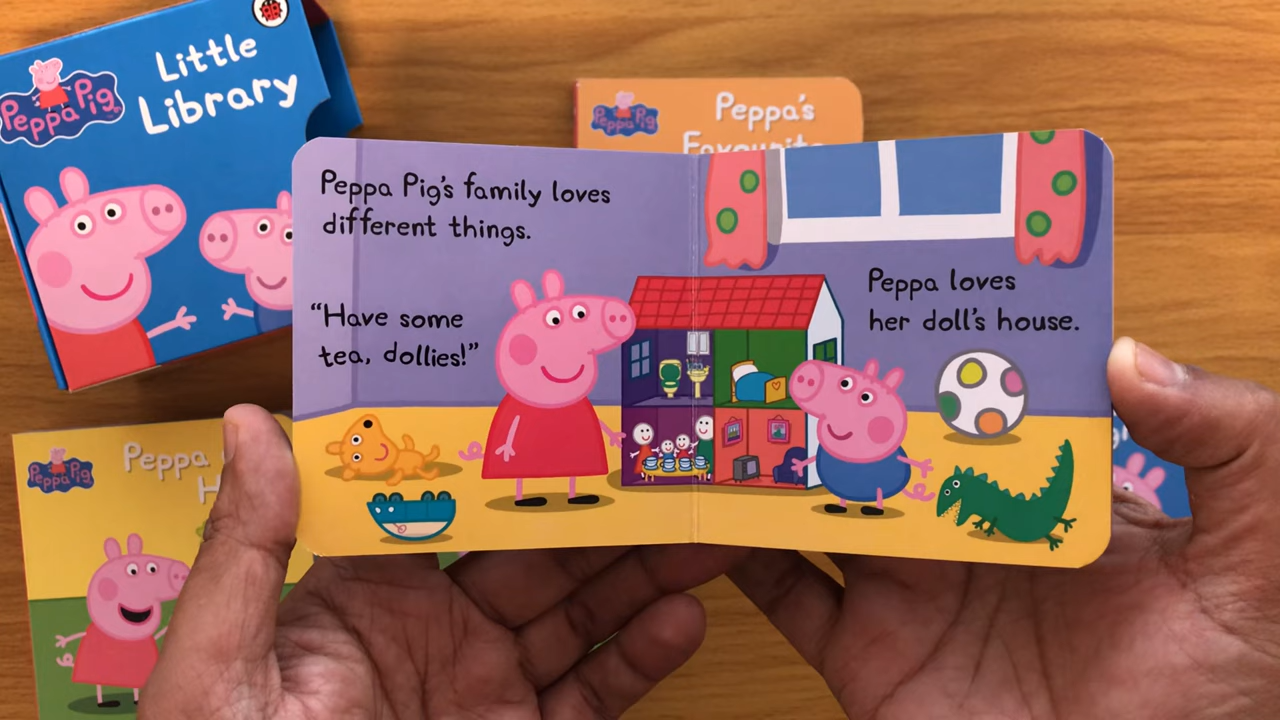 Peppa Pig
Little
Library
Peppa Pig
Peppa's
Favourite
Peppa Pig's family loves
different things.
"Have some
tea, dollies!"
Peppa loves
her doll's house.
Peppa Pig
Peppa